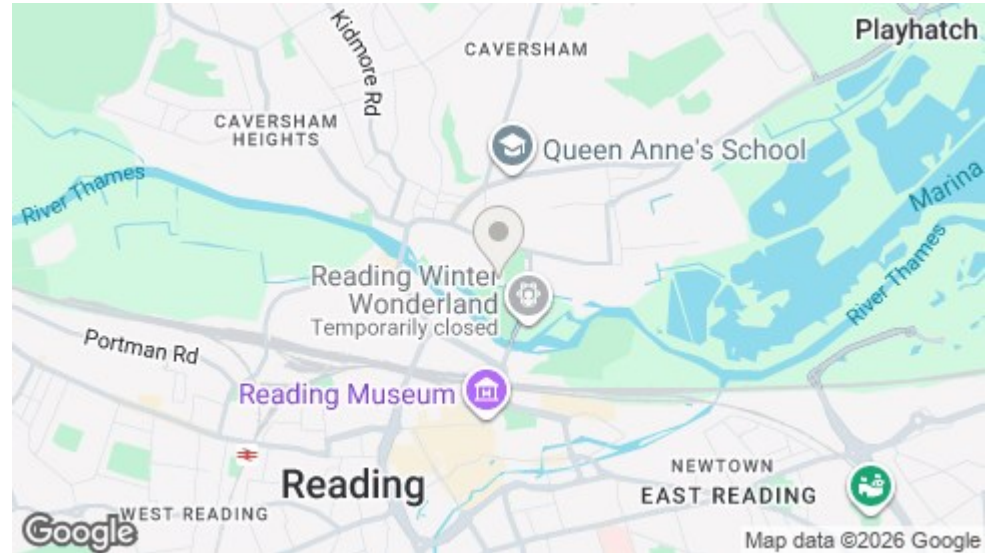 Playhatch
Kidmore Rd
CAVERSHAM
CAVERSHAM
HEIGHTS
Queen Anne's School
River Thames
Marina
Reading Winter
Wonderland
Temporarily closed
River Thames
Portman Rd
Reading Museum
Reading
NEWTOWN
EAST READING
WEST READING
Google
Map data ©2026 Google